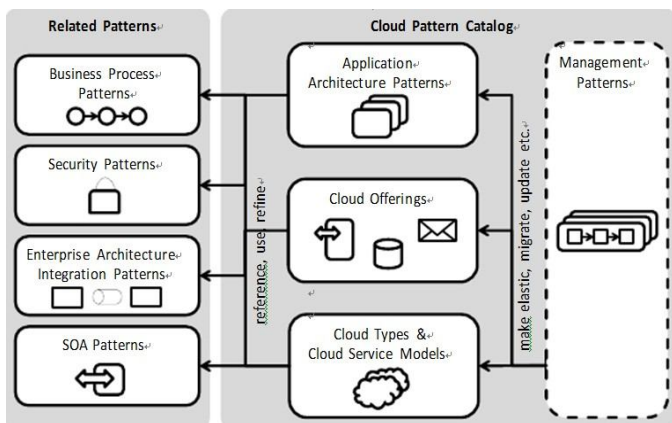 Related Patterns
Business Process
Patterns
Security Patterns
Enterprise Architecture
Integration Patterns
SOA Patterns
reference, use, refine
Cloud Pattern Catalog
Application
Architecture Patterns
Cloud Offerings
Cloud Types &
Cloud Service Models
make elastic, migrate, update etc.
Management
Patterns